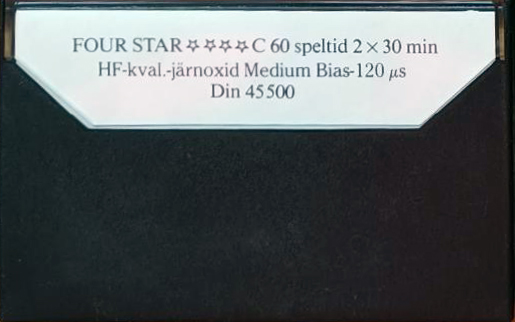 FOUR STAR☆☆☆☆ C 60 speltid 2 × 30 min
HF-kval.-järnoxid Medium Bias-120 μs
Din 45500